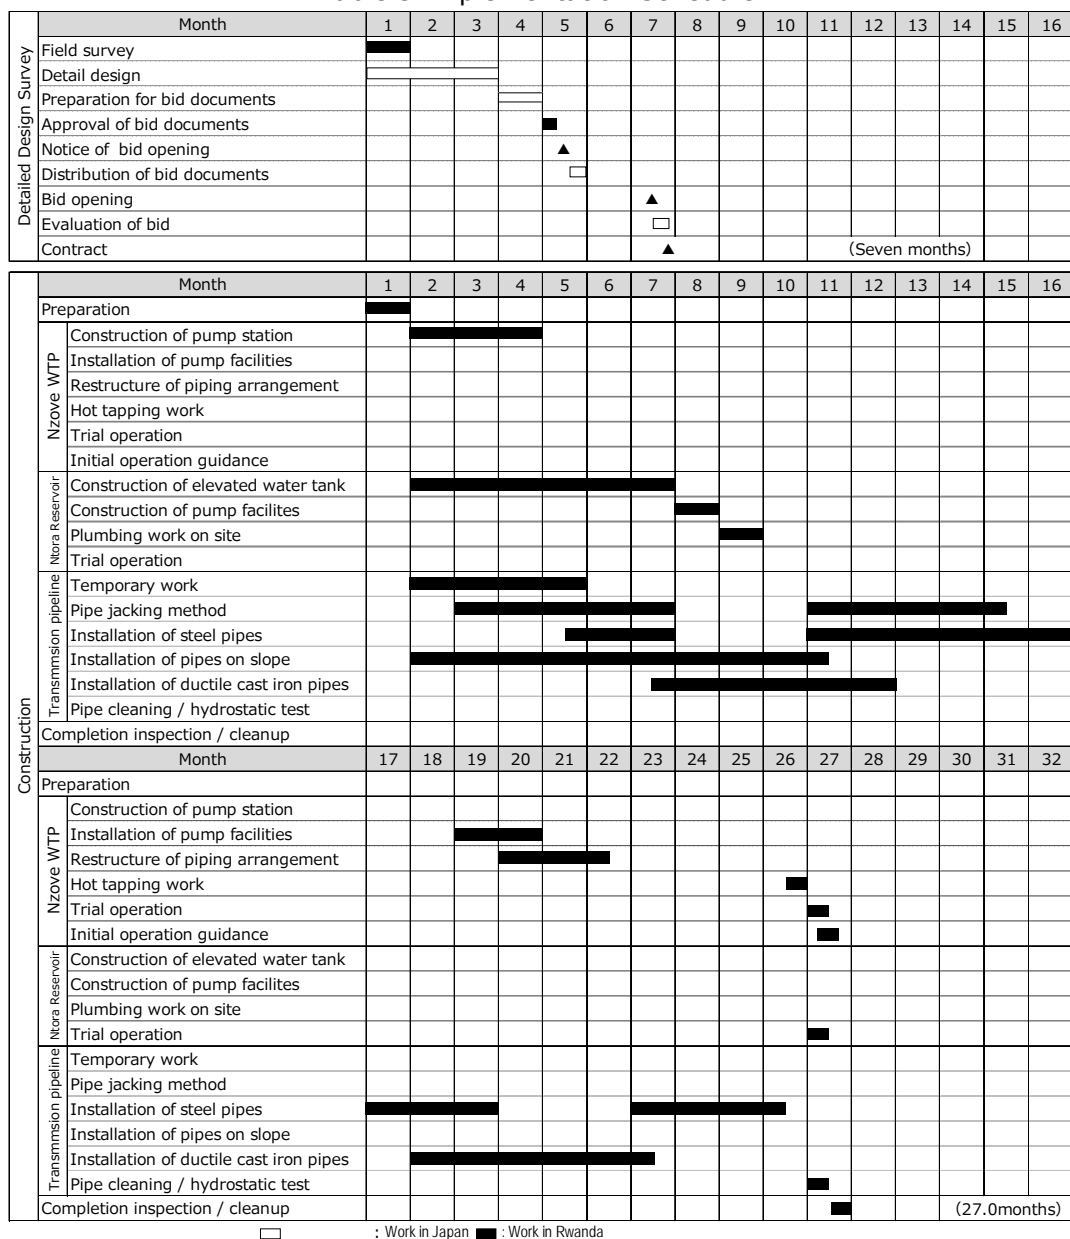 Month 1 2 3 4 5 6 7 8 9 10 11 12 13 14 15 16
Detailed Design Survey
Field survey
Detail design
Preparation for bid documents
Approval of bid documents
Notice of bid opening
Distribution of bid documents
Bid opening
Evaluation of bid
Contract (Seven months)
Construction
Month 1 2 3 4 5 6 7 8 9 10 11 12 13 14 15 16
Preparation
Nzove WTP
Construction of pump station
Installation of pump facilities
Restructure of piping arrangement
Hot tapping work
Trial operation
Initial operation guidance
Ntora Reservoir
Construction of elevated water tank
Construction of pump facilites
Plumbing work on site
Trial operation
Transmmsion pipeline
Temporary work
Pipe jacking method
Installation of steel pipes
Installation of pipes on slope
Installation of ductile cast iron pipes
Pipe cleaning / hydrostatic test
Completion inspection / cleanup
Month 17 18 19 20 21 22 23 24 25 26 27 28 29 30 31 32
Preparation
Nzove WTP
Construction of pump station
Installation of pump facilities
Restructure of piping arrangement
Hot tapping work
Trial operation
Initial operation guidance
Ntora Reservoir
Construction of elevated water tank
Construction of pump facilites
Plumbing work on site
Trial operation
Transmmsion pipeline
Temporary work
Pipe jacking method
Installation of steel pipes
Installation of pipes on slope
Installation of ductile cast iron pipes
Pipe cleaning / hydrostatic test
Completion inspection / cleanup (27.0months)
: Work in Japan : Work in Rwanda